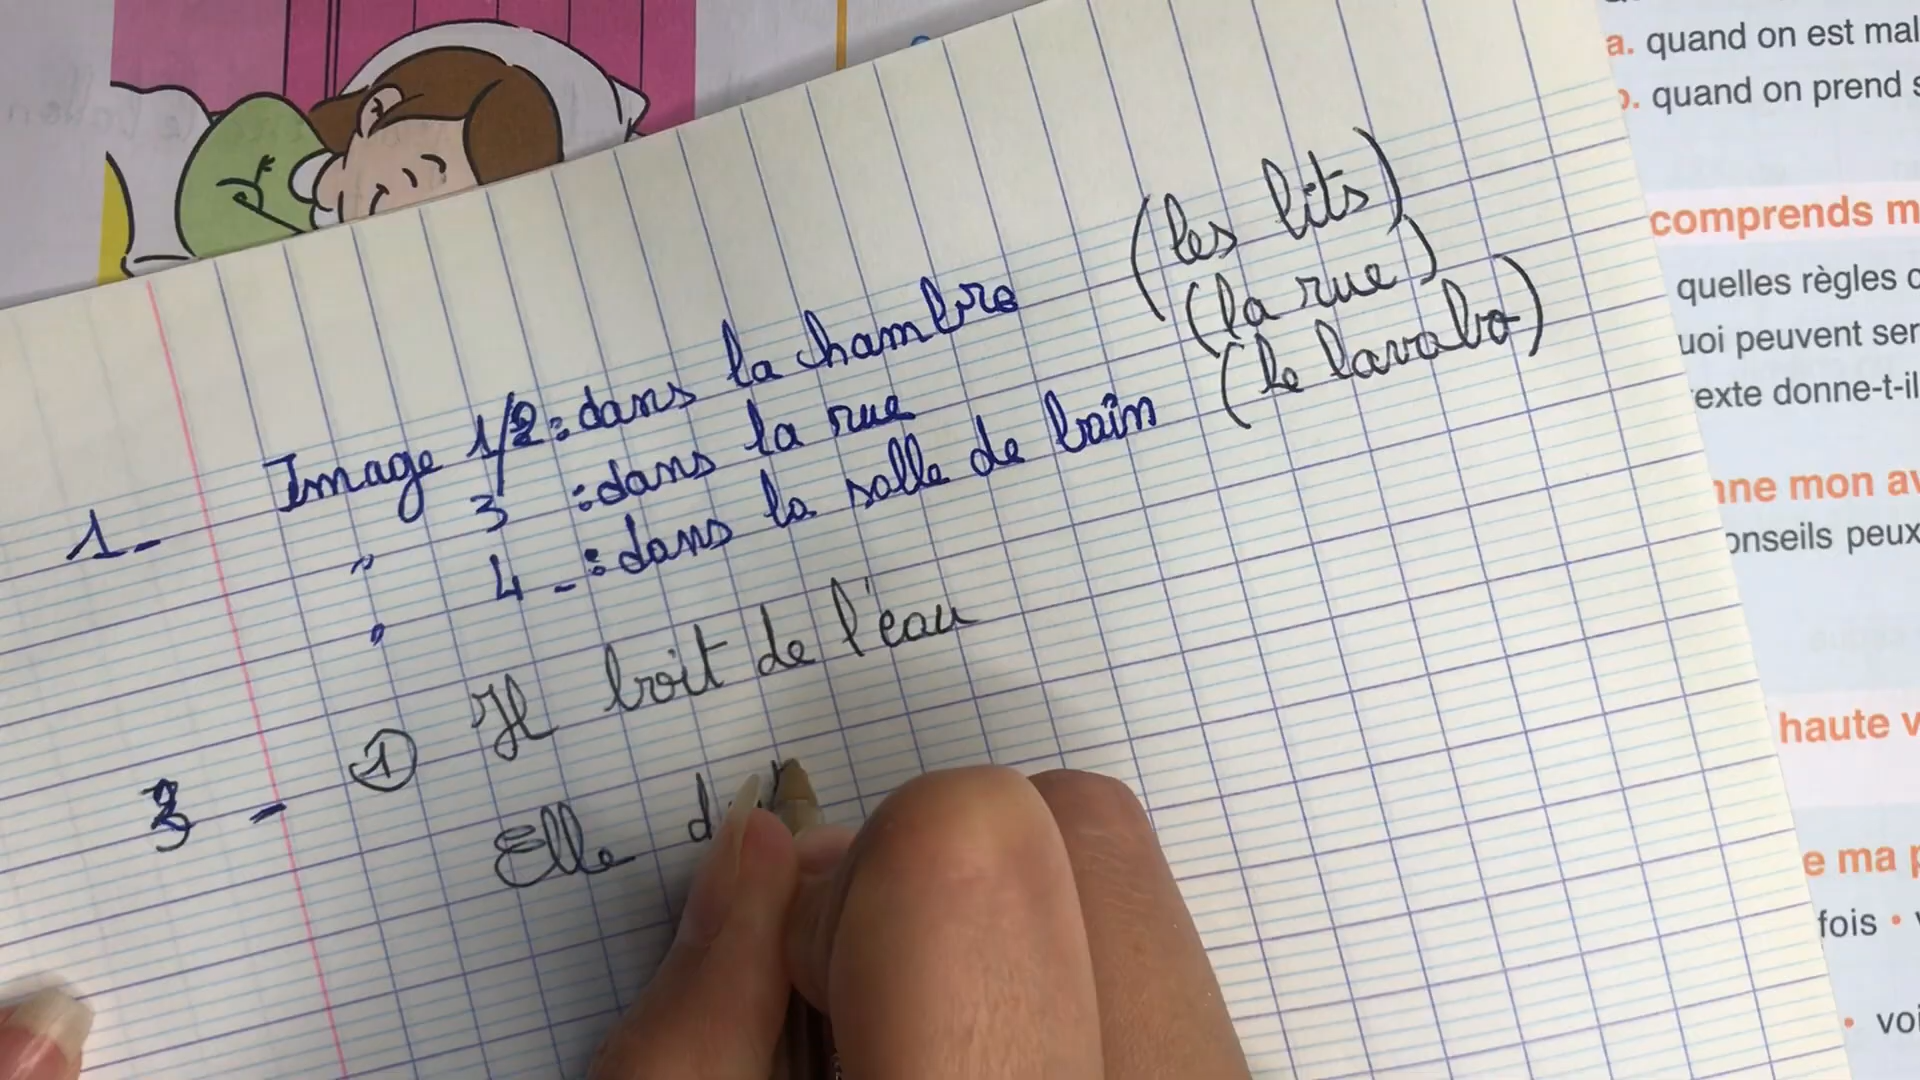 1- Image 1/2: dans la chambre (les lits)
" 3 : dans la rue (la rue)
" 4 -: dans la salle de bain (le lavabo)
3 - ① Il boit de l'eau
Elle
a. quand on est mal
quand on prend s
comprends m
quelles règles
uoi peuvent ser
exte donne-t-il
nne mon av
onseils peux
haute v
e ma p
fois •
• voi